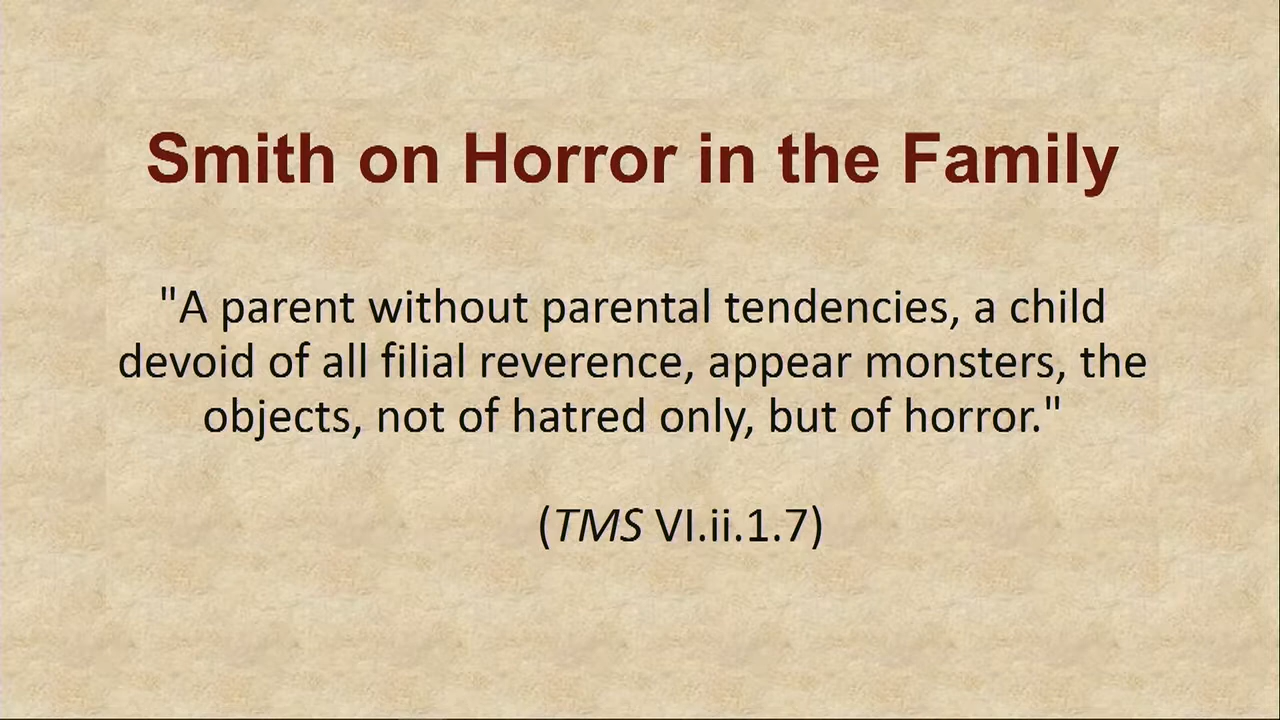 Smith on Horror in the Family
"A parent without parental tendencies, a child
devoid of all filial reverence, appear monsters, the
objects, not of hatred only, but of horror."
(TMS VI.ii.1.7)